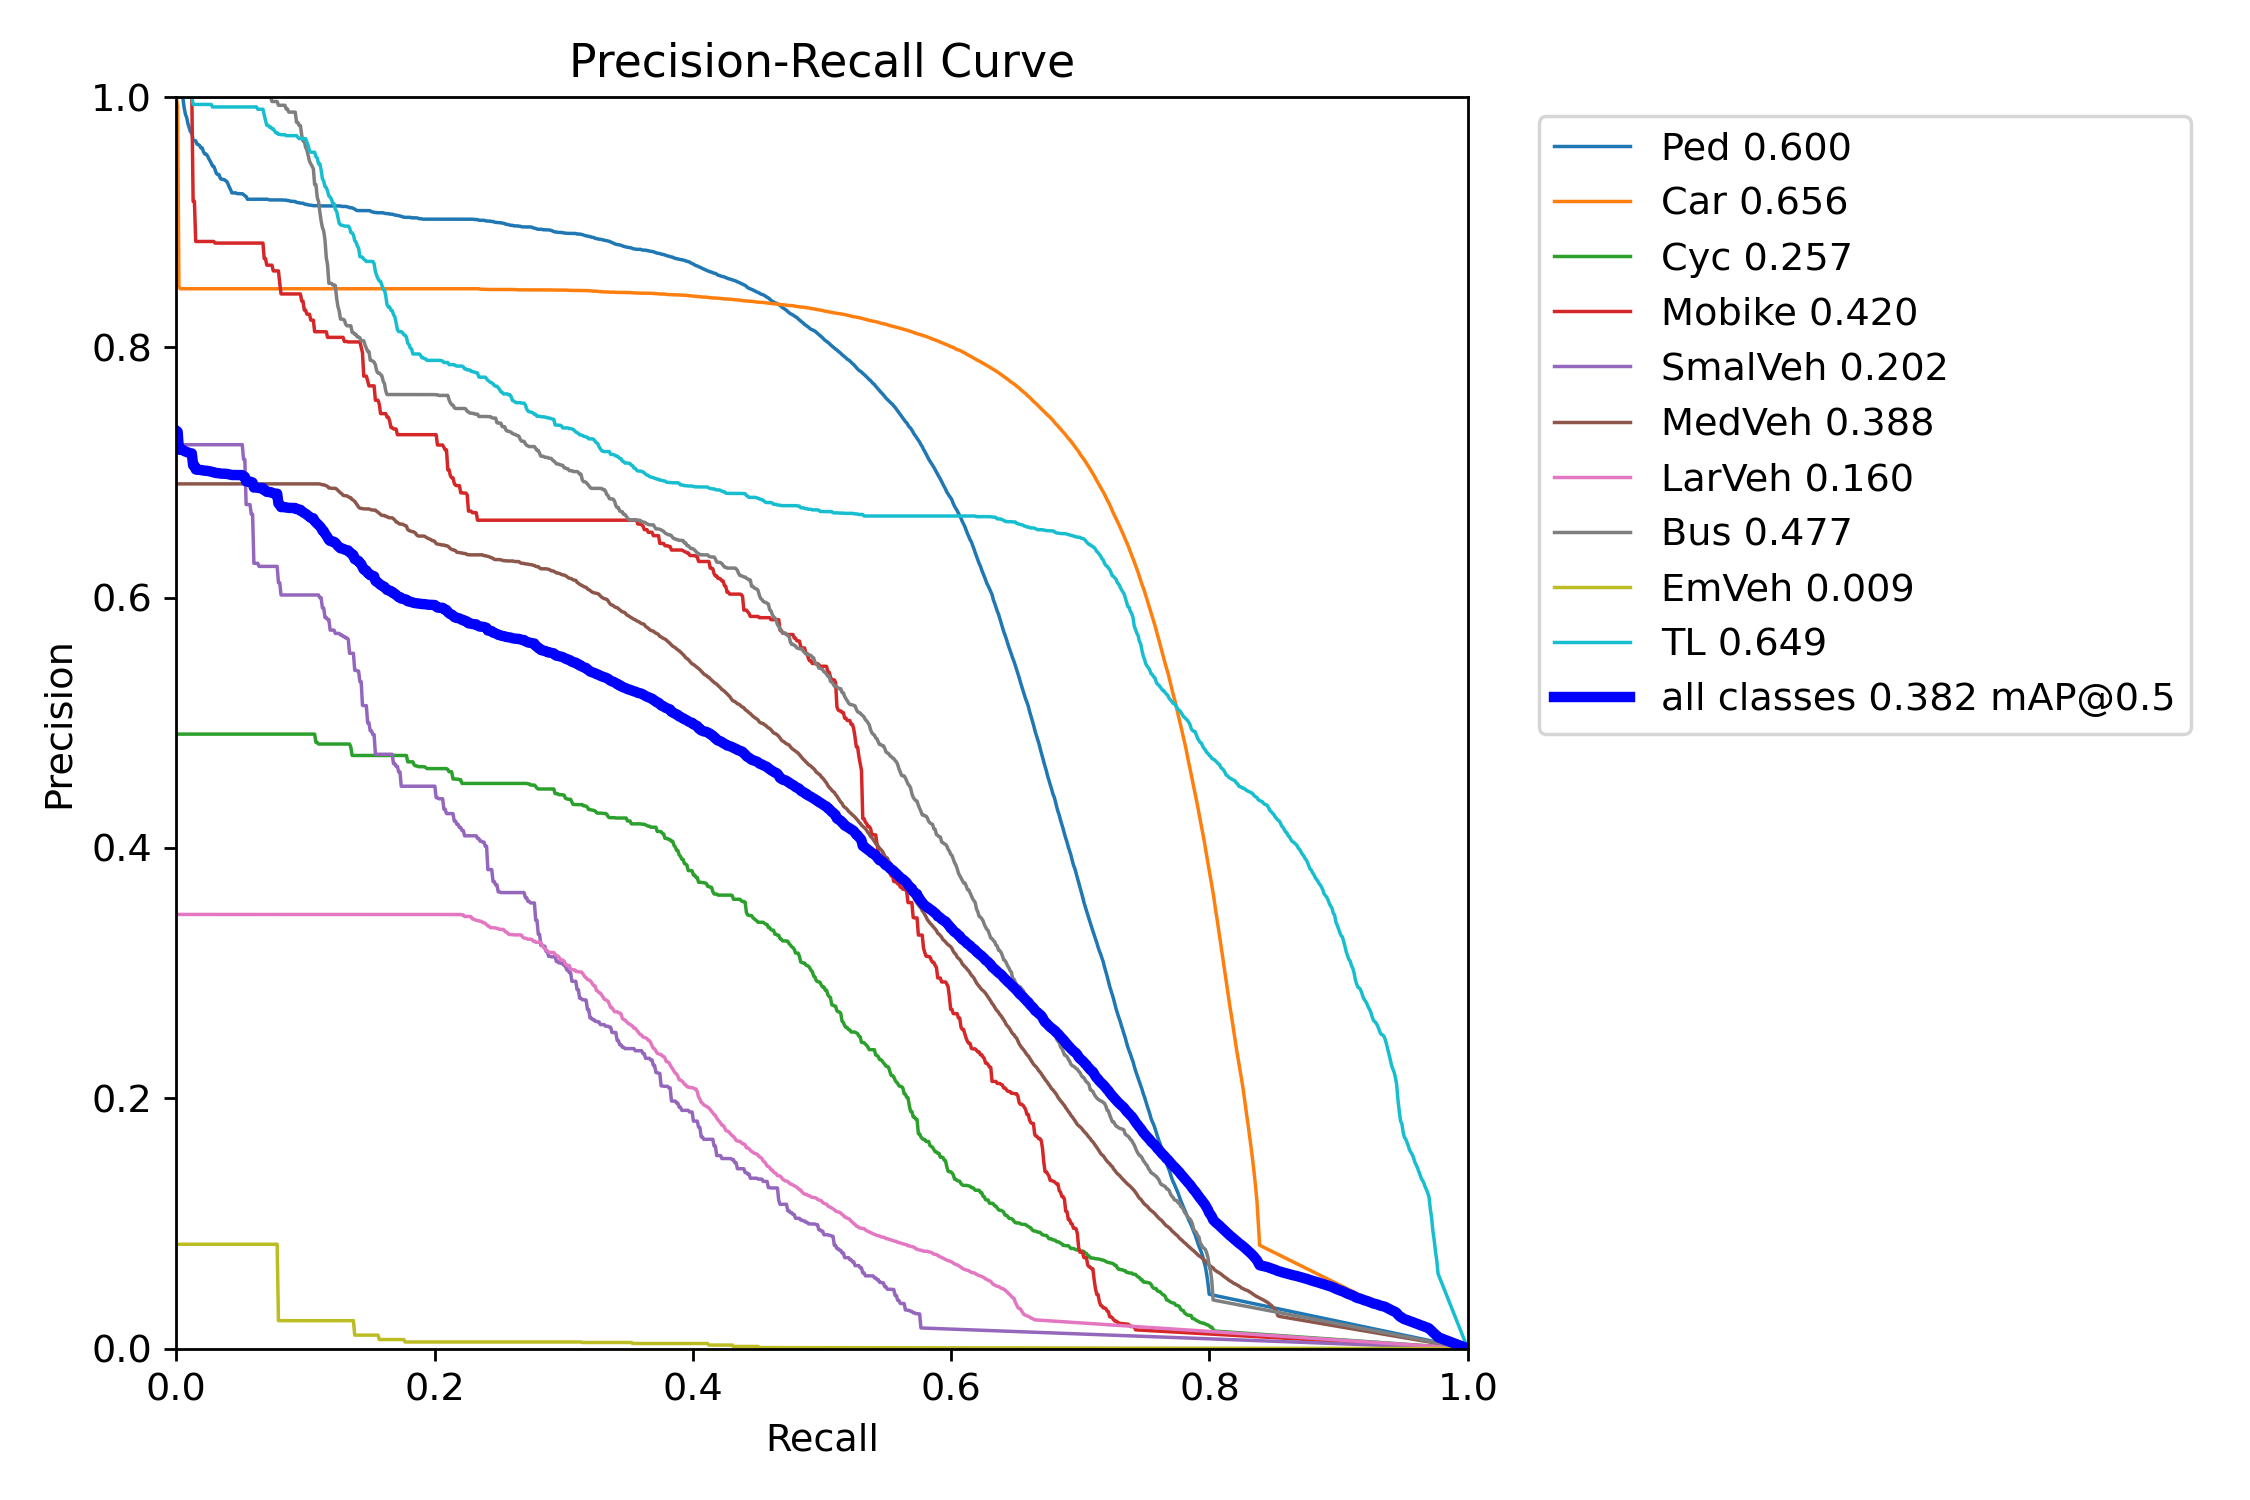 Precision-Recall Curve
1.0
0.8
0.6
0.4
0.2
0.0
Precision
0.0 0.2 0.4 0.6 0.8 1.0
Recall
Ped 0.600
Car 0.656
Cyc 0.257
Mobike 0.420
SmalVeh 0.202
MedVeh 0.388
LarVeh 0.160
Bus 0.477
EmVeh 0.009
TL 0.649
all classes 0.382 mAP@0.5